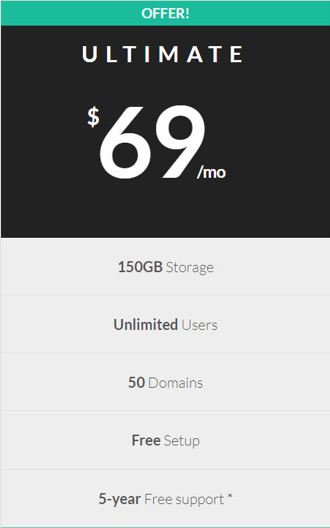 OFFER!
ULTIMATE
$69/mo
150GB Storage
Unlimited Users
50 Domains
Free Setup
5-year Free support *